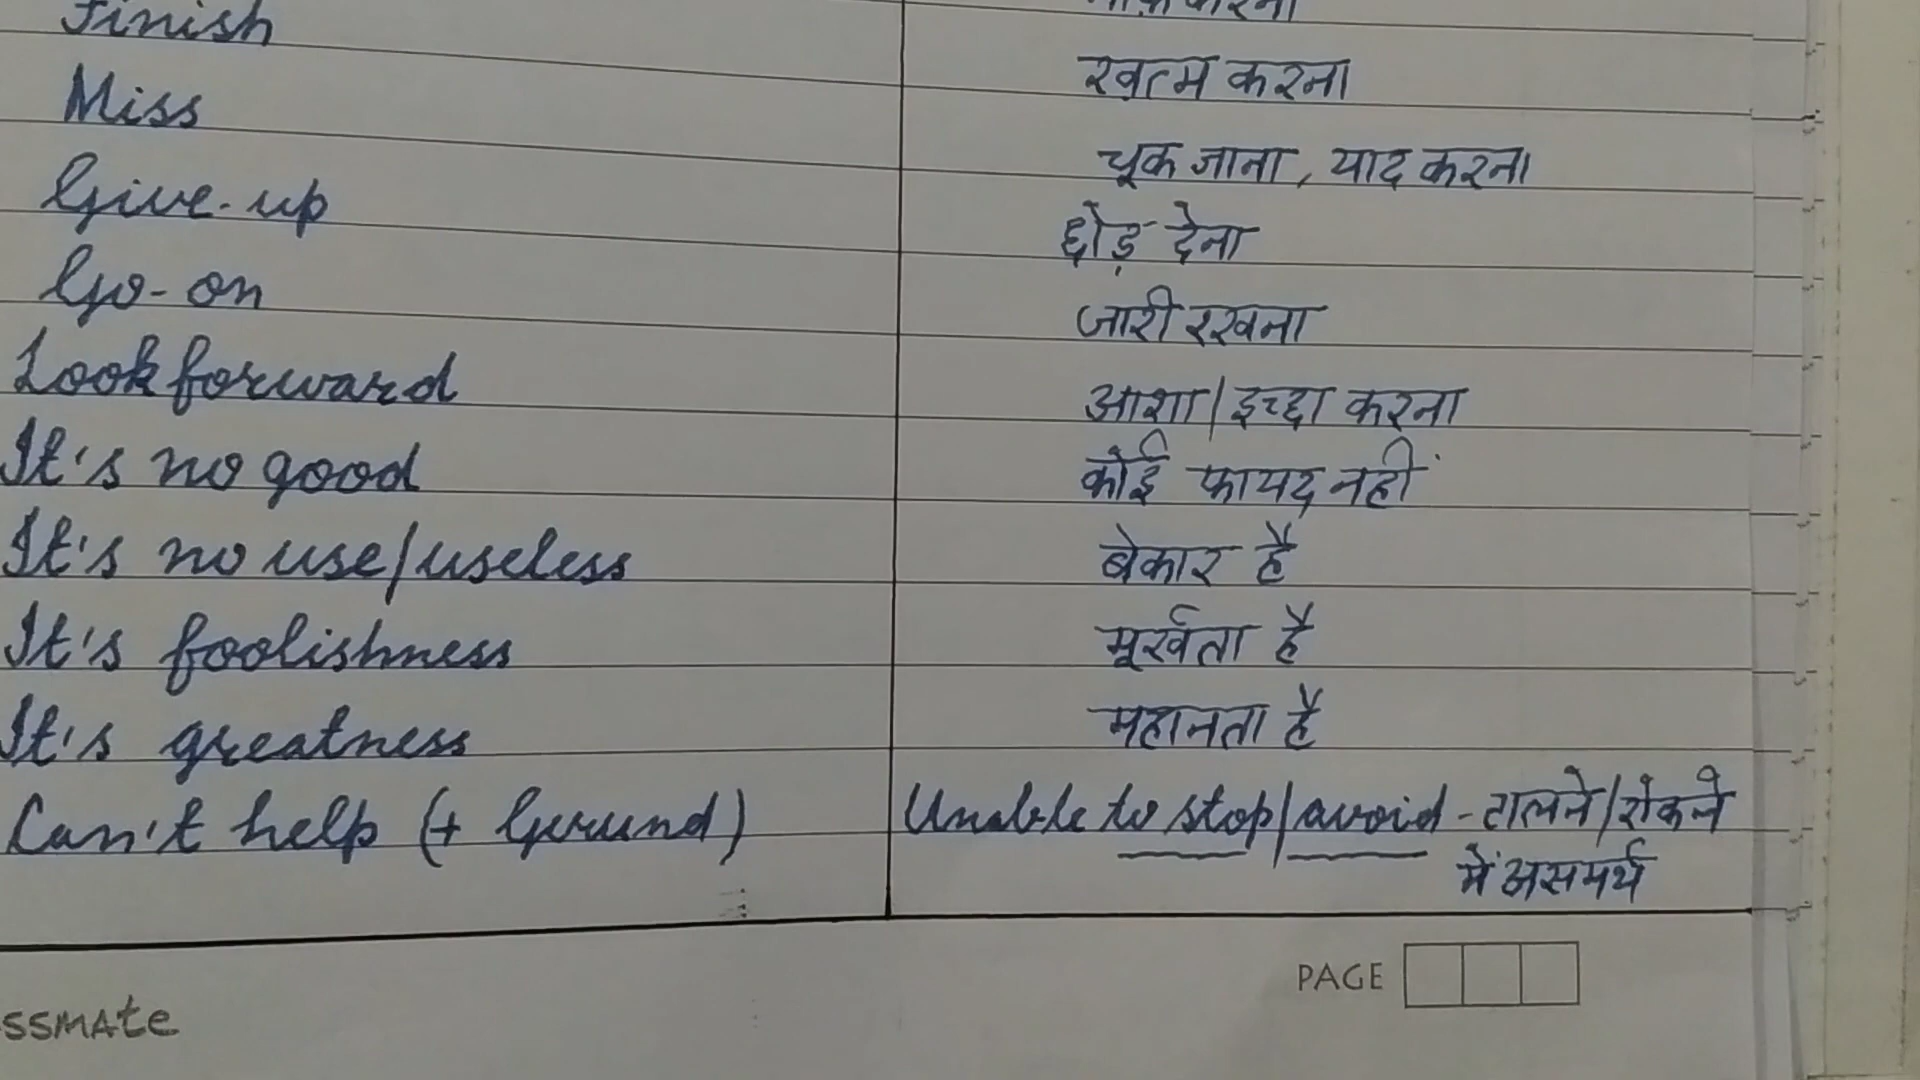 Finish
करना
Miss
खत्म करना
Give-up
चूक जाना, याद करना
Go-on
छोड़ देना
Look forward
जारी रखना
It's no good
आशा/इच्छा करना
It's no use/useless
कोई फायद नहीं
It's foolishness
बेकार है
It's greatness
मूर्खता है
Can't help (+ Gerund)
महानता है
Unable to stop/avoid - टालने/रोकने
में असमर्थ
PAGE
ssmate